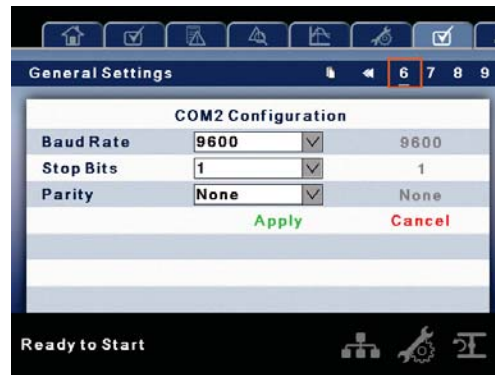 General Settings 6 7 8 9
COM2 Configuration
Baud Rate 9600 9600
Stop Bits 1 1
Parity None None
Apply Cancel
Ready to Start